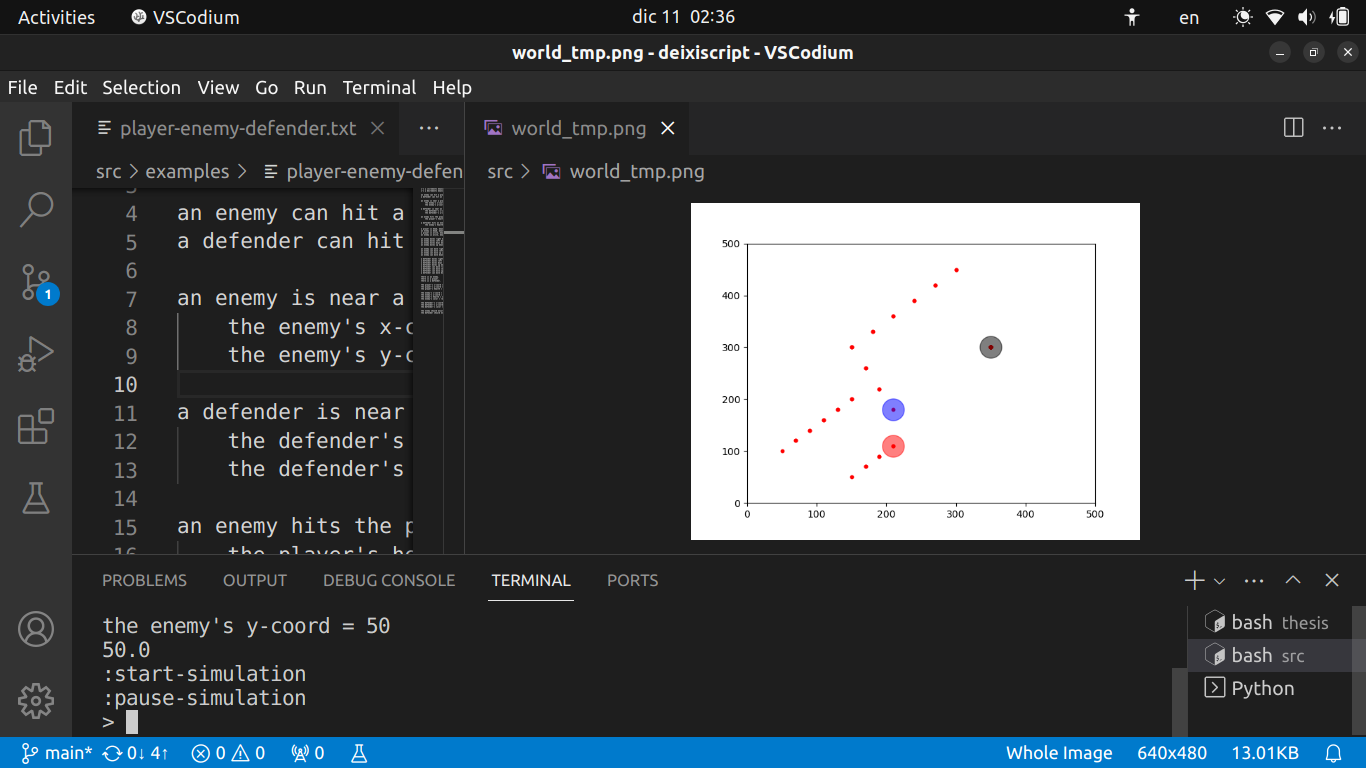 Activities VSCodium dic 11 02:36 en
world_tmp.png - deixiscript - VSCodium
File Edit Selection View Go Run Terminal Help
player-enemy-defender.txt
src > examples > player-enemy-defen
4 an enemy can hit a
5 a defender can hit
6
7 an enemy is near a
8 the enemy's x-c
9 the enemy's y-c
10
11 a defender is near
12 the defender's
13 the defender's
14
15 an enemy hits the p
16 the player's he
world_tmp.png
src > world_tmp.png
500
400
300
200
100
0
0 100 200 300 400 500
1
PROBLEMS OUTPUT DEBUG CONSOLE TERMINAL PORTS
the enemy's y-coord = 50
50.0
:start-simulation
:pause-simulation
>
bash thesis
bash src
Python
main* 0↓ 4↑ 0 0 0 Whole Image 640x480 13.01KB